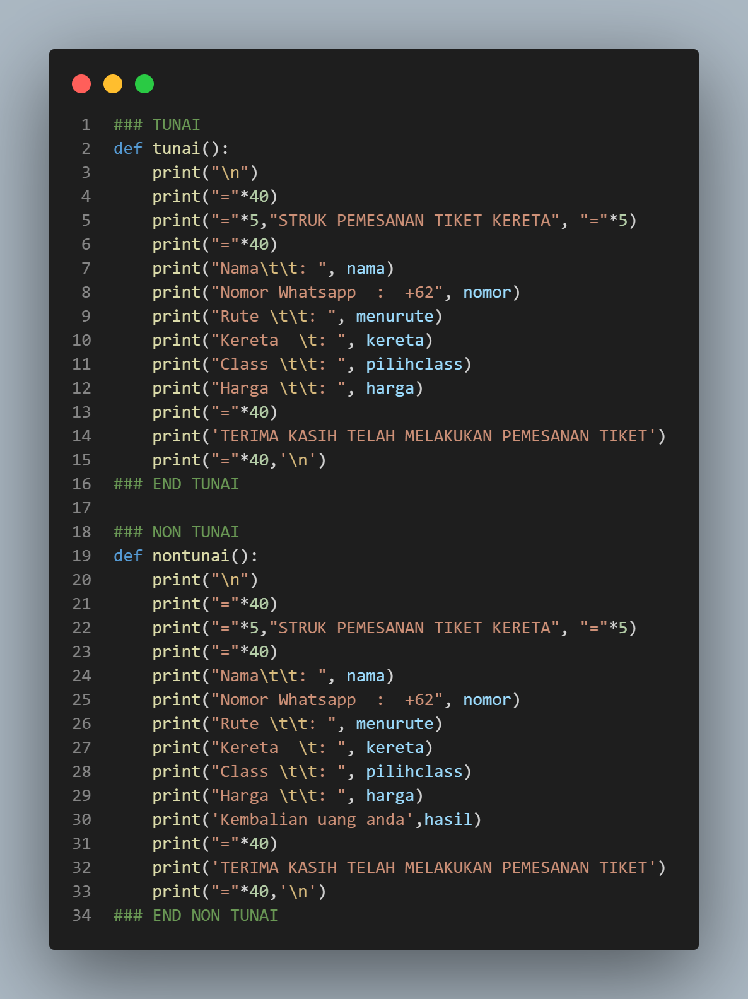 1 ### TUNAI
2 def tunai():
3     print("\n")
4     print("="*40)
5     print("="*5,"STRUK PEMESANAN TIKET KERETA", "="*5)
6     print("="*40)
7     print("Nama\t\t: ", nama)
8     print("Nomor Whatsapp  :  +62", nomor)
9     print("Rute \t\t: ", menurute)
10     print("Kereta  \t: ", kereta)
11     print("Class \t\t: ", pilihclass)
12     print("Harga \t\t: ", harga)
13     print("="*40)
14     print('TERIMA KASIH TELAH MELAKUKAN PEMESANAN TIKET')
15     print("="*40,'\n')
16 ### END TUNAI
17
18 ### NON TUNAI
19 def nontunai():
20     print("\n")
21     print("="*40)
22     print("="*5,"STRUK PEMESANAN TIKET KERETA", "="*5)
23     print("="*40)
24     print("Nama\t\t: ", nama)
25     print("Nomor Whatsapp  :  +62", nomor)
26     print("Rute \t\t: ", menurute)
27     print("Kereta  \t: ", kereta)
28     print("Class \t\t: ", pilihclass)
29     print("Harga \t\t: ", harga)
30     print('Kembalian uang anda',hasil)
31     print("="*40)
32     print('TERIMA KASIH TELAH MELAKUKAN PEMESANAN TIKET')
33     print("="*40,'\n')
34 ### END NON TUNAI